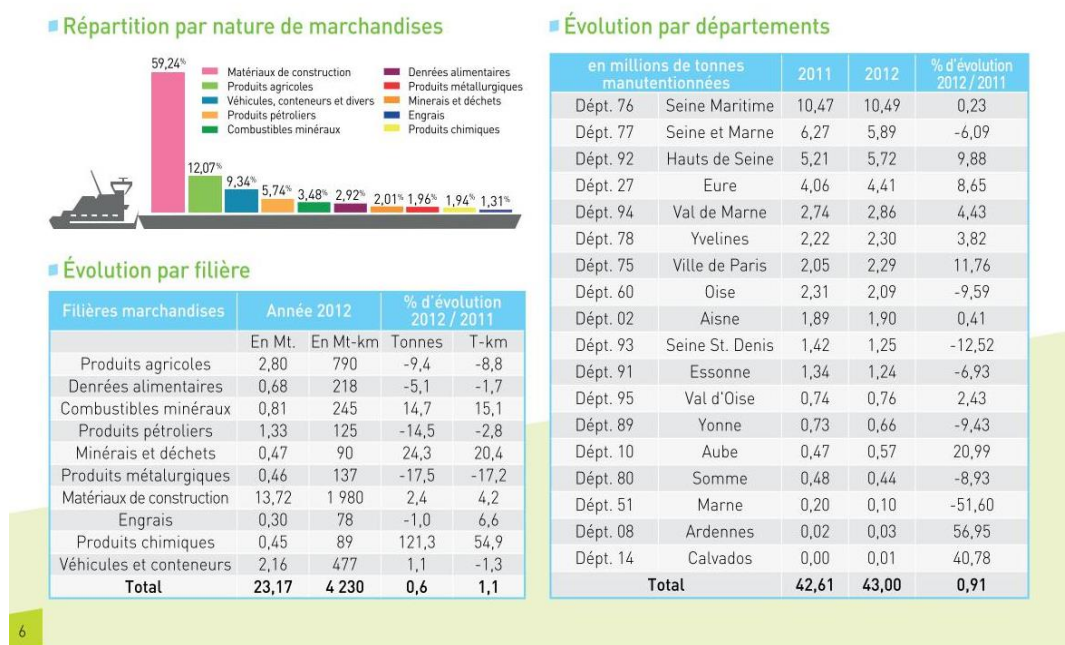 Répartition par nature de marchandises
59,24%
12,07%
9,34%
5,74%
3,48%
2,92%
2,01%
1,96%
1,94%
1,31%
Matériaux de construction
Produits agricoles
Véhicules, conteneurs et divers
Produits pétroliers
Combustibles minéraux
Denrées alimentaires
Produits métallurgiques
Minerais et déchets
Engrais
Produits chimiques
Évolution par filière
Filières marchandises Année 2012 % d'évolution 2012 / 2011
En Mt. En Mt-km Tonnes T-km
Produits agricoles 2,80 790 -9,4 -8,8
Denrées alimentaires 0,68 218 -5,1 -1,7
Combustibles minéraux 0,81 245 14,7 15,1
Produits pétroliers 1,33 125 -14,5 -2,8
Minérais et déchets 0,47 90 24,3 20,4
Produits métalurgiques 0,46 137 -17,5 -17,2
Matériaux de construction 13,72 1 980 2,4 4,2
Engrais 0,30 78 -1,0 6,6
Produits chimiques 0,45 89 121,3 54,9
Véhicules et conteneurs 2,16 477 1,1 -1,3
Total 23,17 4 230 0,6 1,1
Évolution par départements
en millions de tonnes manutentionnées 2011 2012 % d'évolution 2012 / 2011
Dépt. 76 Seine Maritime 10,47 10,49 0,23
Dépt. 77 Seine et Marne 6,27 5,89 -6,09
Dépt. 92 Hauts de Seine 5,21 5,72 9,88
Dépt. 27 Eure 4,06 4,41 8,65
Dépt. 94 Val de Marne 2,74 2,86 4,43
Dépt. 78 Yvelines 2,22 2,30 3,82
Dépt. 75 Ville de Paris 2,05 2,29 11,76
Dépt. 60 Oise 2,31 2,09 -9,59
Dépt. 02 Aisne 1,89 1,90 0,41
Dépt. 93 Seine St. Denis 1,42 1,25 -12,52
Dépt. 91 Essonne 1,34 1,24 -6,93
Dépt. 95 Val d'Oise 0,74 0,76 2,43
Dépt. 89 Yonne 0,73 0,66 -9,43
Dépt. 10 Aube 0,47 0,57 20,99
Dépt. 80 Somme 0,48 0,44 -8,93
Dépt. 51 Marne 0,20 0,10 -51,60
Dépt. 08 Ardennes 0,02 0,03 56,95
Dépt. 14 Calvados 0,00 0,01 40,78
Total 42,61 43,00 0,91
6